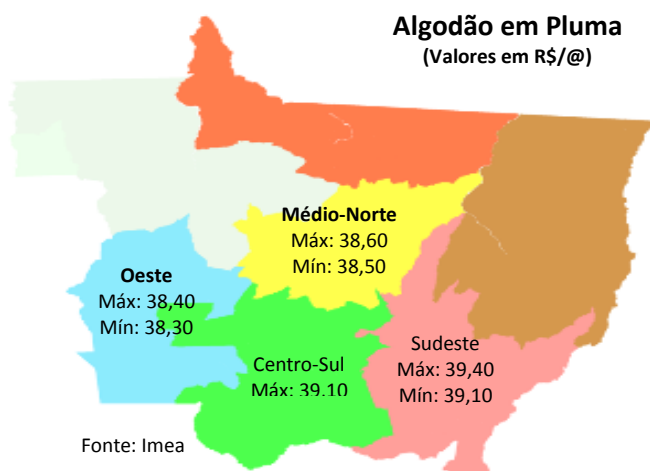 Algodão em Pluma
(Valores em R$/@)
Médio-Norte
Máx: 38,60
Mín: 38,50
Oeste
Máx: 38,40
Mín: 38,30
Centro-Sul
Máx: 39,10
Sudeste
Máx: 39,40
Mín: 39,10
Fonte: Imea